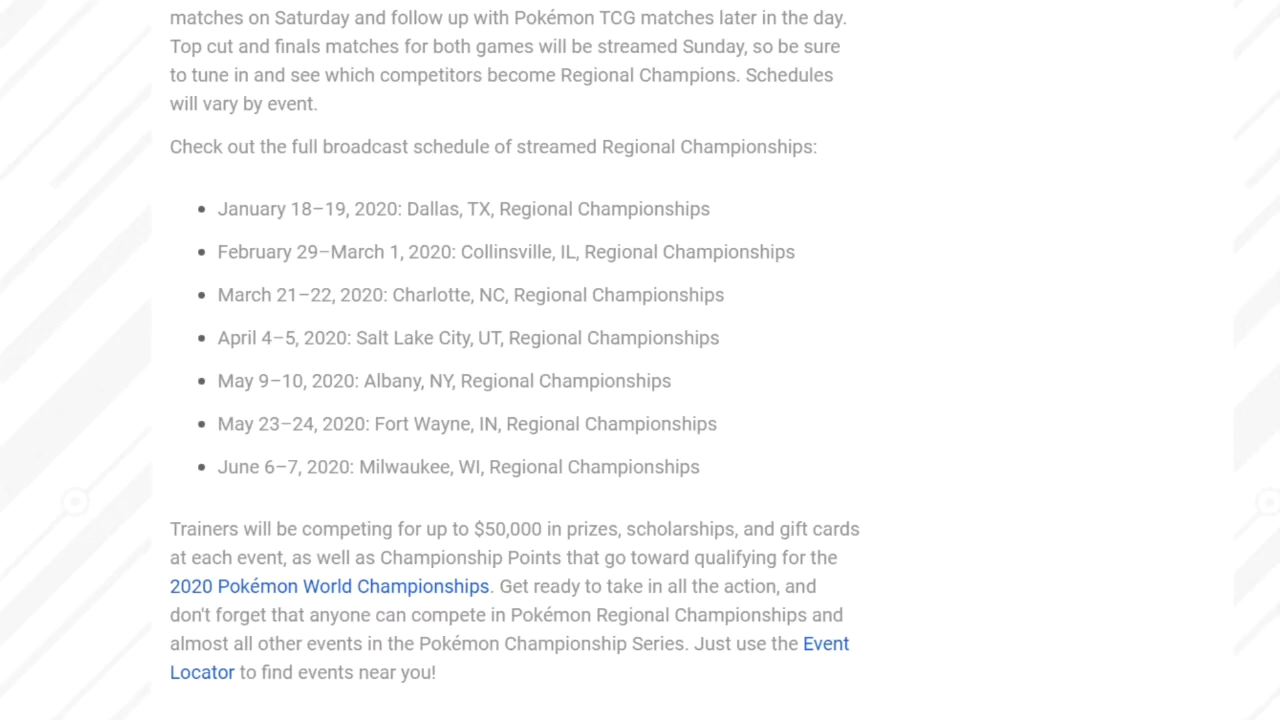 matches on Saturday and follow up with Pokémon TCG matches later in the day.
Top cut and finals matches for both games will be streamed Sunday, so be sure
to tune in and see which competitors become Regional Champions. Schedules
will vary by event.
Check out the full broadcast schedule of streamed Regional Championships:
• January 18–19, 2020: Dallas, TX, Regional Championships
• February 29–March 1, 2020: Collinsville, IL, Regional Championships
• March 21–22, 2020: Charlotte, NC, Regional Championships
• April 4–5, 2020: Salt Lake City, UT, Regional Championships
• May 9–10, 2020: Albany, NY, Regional Championships
• May 23–24, 2020: Fort Wayne, IN, Regional Championships
• June 6–7, 2020: Milwaukee, WI, Regional Championships
Trainers will be competing for up to $50,000 in prizes, scholarships, and gift cards
at each event, as well as Championship Points that go toward qualifying for the
2020 Pokémon World Championships. Get ready to take in all the action, and
don't forget that anyone can compete in Pokémon Regional Championships and
almost all other events in the Pokémon Championship Series. Just use the Event
Locator to find events near you!